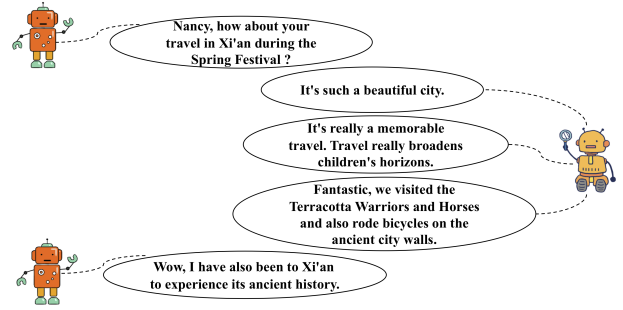 Nancy, how about your
travel in Xi'an during the
Spring Festival ?
It's such a beautiful city.
It's really a memorable
travel. Travel really broadens
children's horizons.
Fantastic, we visited the
Terracotta Warriors and Horses
and also rode bicycles on the
ancient city walls.
Wow, I have also been to Xi'an
to experience its ancient history.